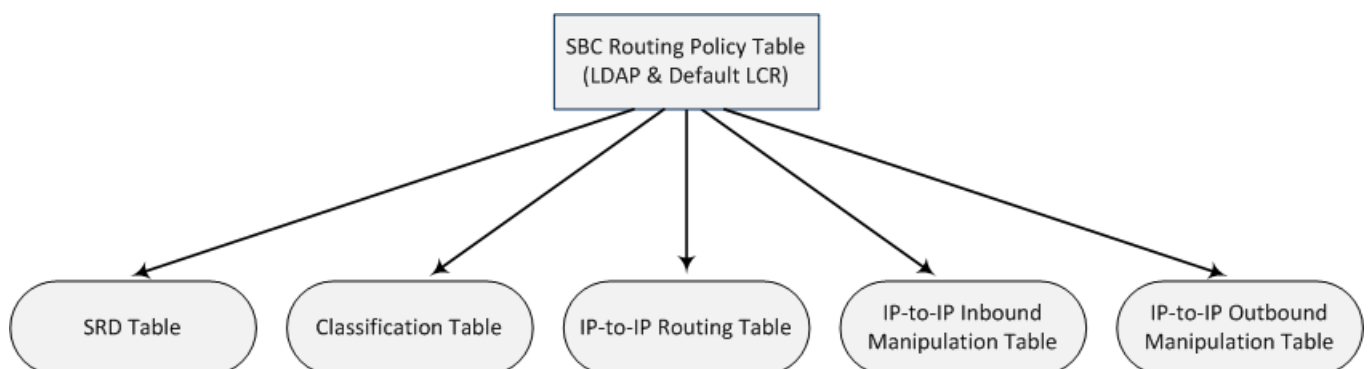 SBC Routing Policy Table
(LDAP & Default LCR)
SRD Table
Classification Table
IP-to-IP Routing Table
IP-to-IP Inbound
Manipulation Table
IP-to-IP Outbound
Manipulation Table